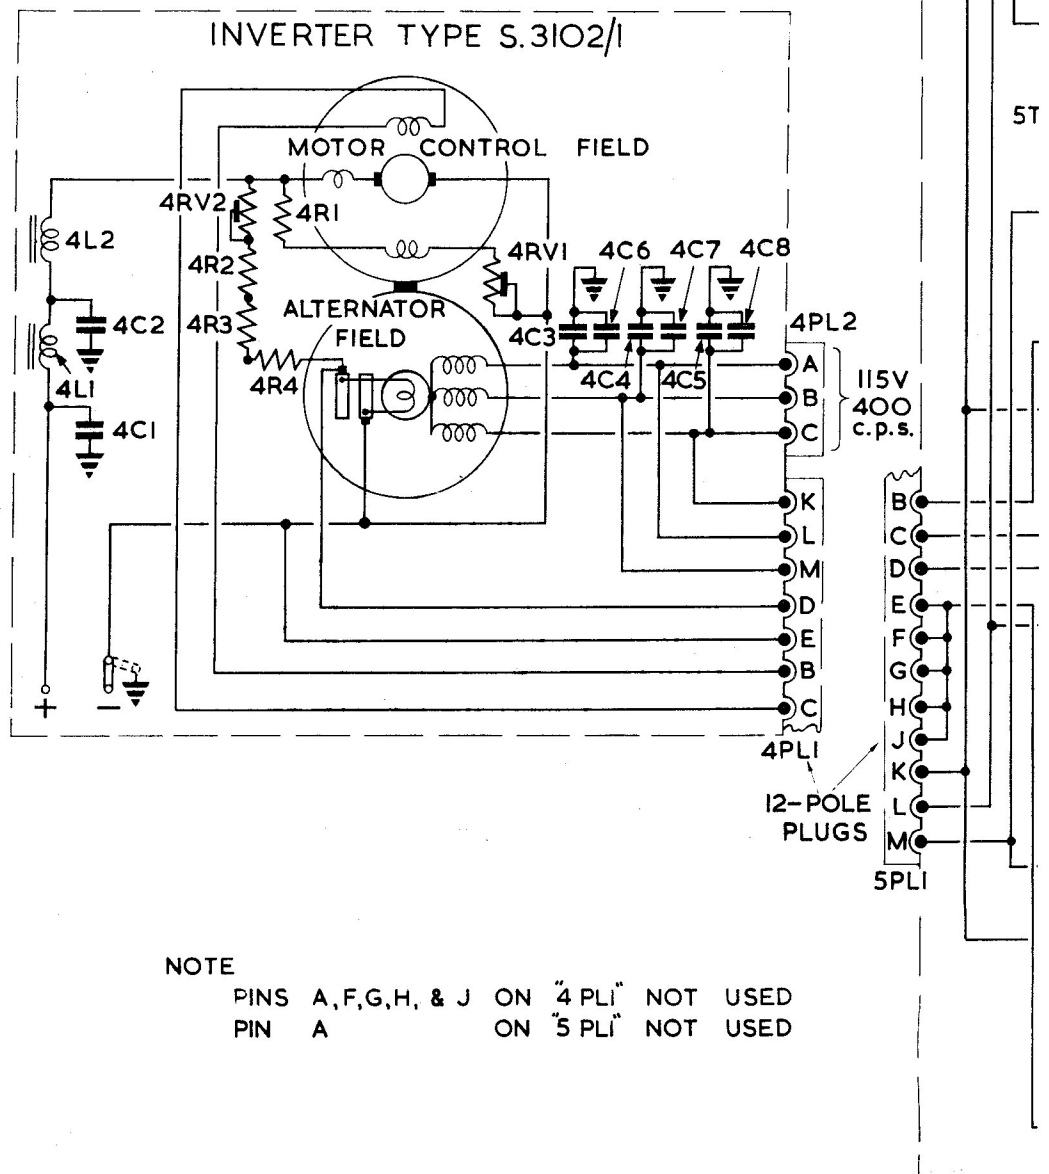 INVERTER TYPE S.3102/1
5T
MOTOR CONTROL FIELD
4RV2
4R1
4L2
4R2
4RV1
4C6
4C7
4C8
ALTERNATOR
FIELD
4R3
4C2
4C3
4PL2
4L1
4R4
4C4
4C5
A
B
C
115V
400
c.p.s.
4C1
K
L
M
D
E
B
C
B
C
D
E
F
G
H
J
K
L
M
+
−
4PL1
12-POLE
PLUGS
5PL1
NOTE
PINS A,F,G,H, & J ON "4 PL1" NOT USED
PIN A ON "5 PL1" NOT USED